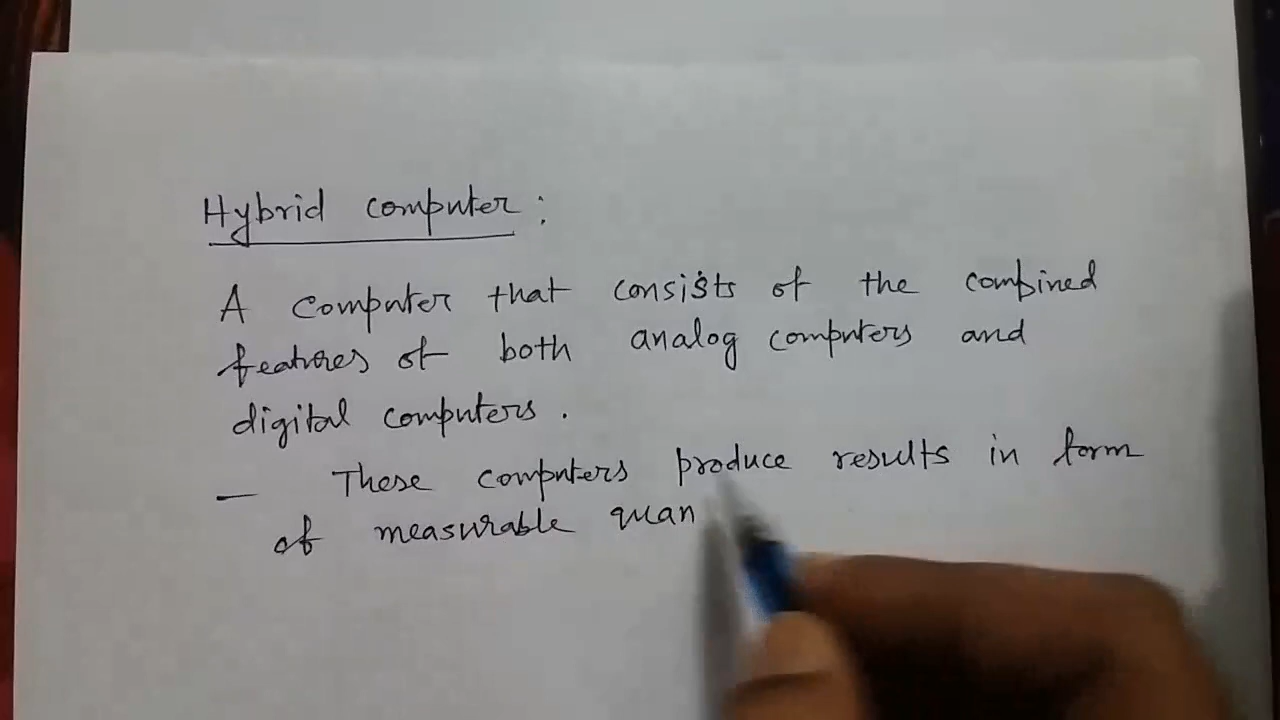 Hybrid computer :
A computer that consists of the combined
features of both analog computers and
digital computers .
— These computers produce results in form
of measurable quan